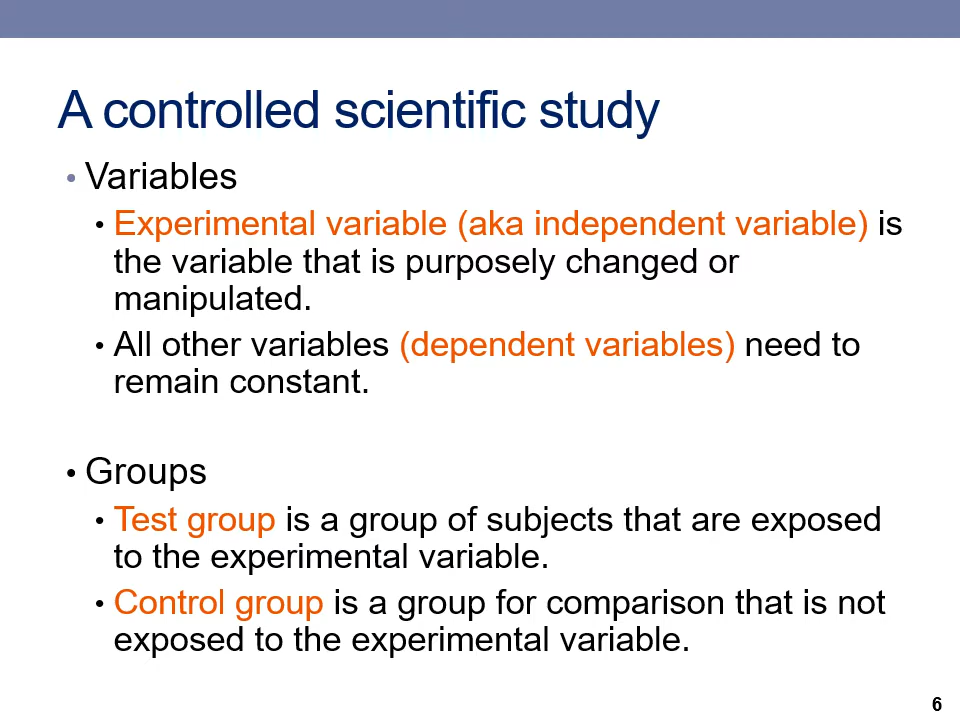 A controlled scientific study
• Variables
• Experimental variable (aka independent variable) is
the variable that is purposely changed or
manipulated.
• All other variables (dependent variables) need to
remain constant.
• Groups
• Test group is a group of subjects that are exposed
to the experimental variable.
• Control group is a group for comparison that is not
exposed to the experimental variable.
6